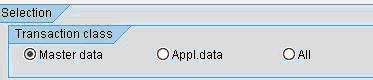 Selection
Transaction class
Master data Appl.data All